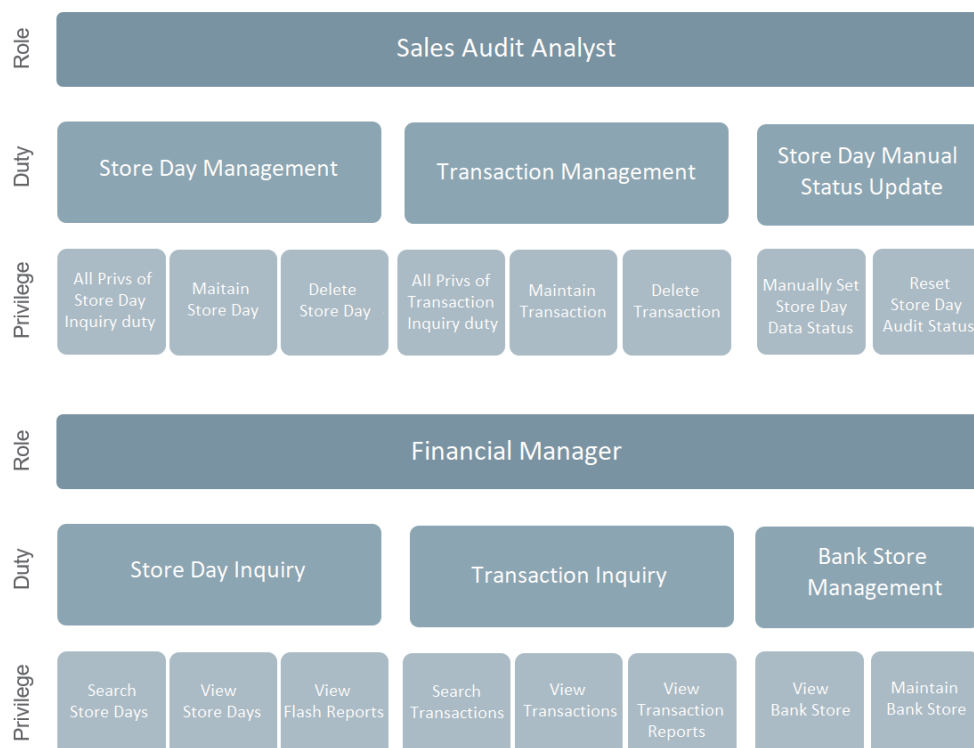 Role
Sales Audit Analyst
Duty
Store Day Management
Transaction Management
Store Day Manual
Status Update
Privilege
All Privs of
Store Day
Inquiry duty
Maitain
Store Day
Delete
Store Day
All Privs of
Transaction
Inquiry duty
Maintain
Transaction
Delete
Transaction
Manually Set
Store Day
Data Status
Reset
Store Day
Audit Status
Role
Financial Manager
Duty
Store Day Inquiry
Transaction Inquiry
Bank Store
Management
Privilege
Search
Store Days
View
Store Days
View
Flash Reports
Search
Transactions
View
Transactions
View
Transaction
Reports
View
Bank Store
Maintain
Bank Store